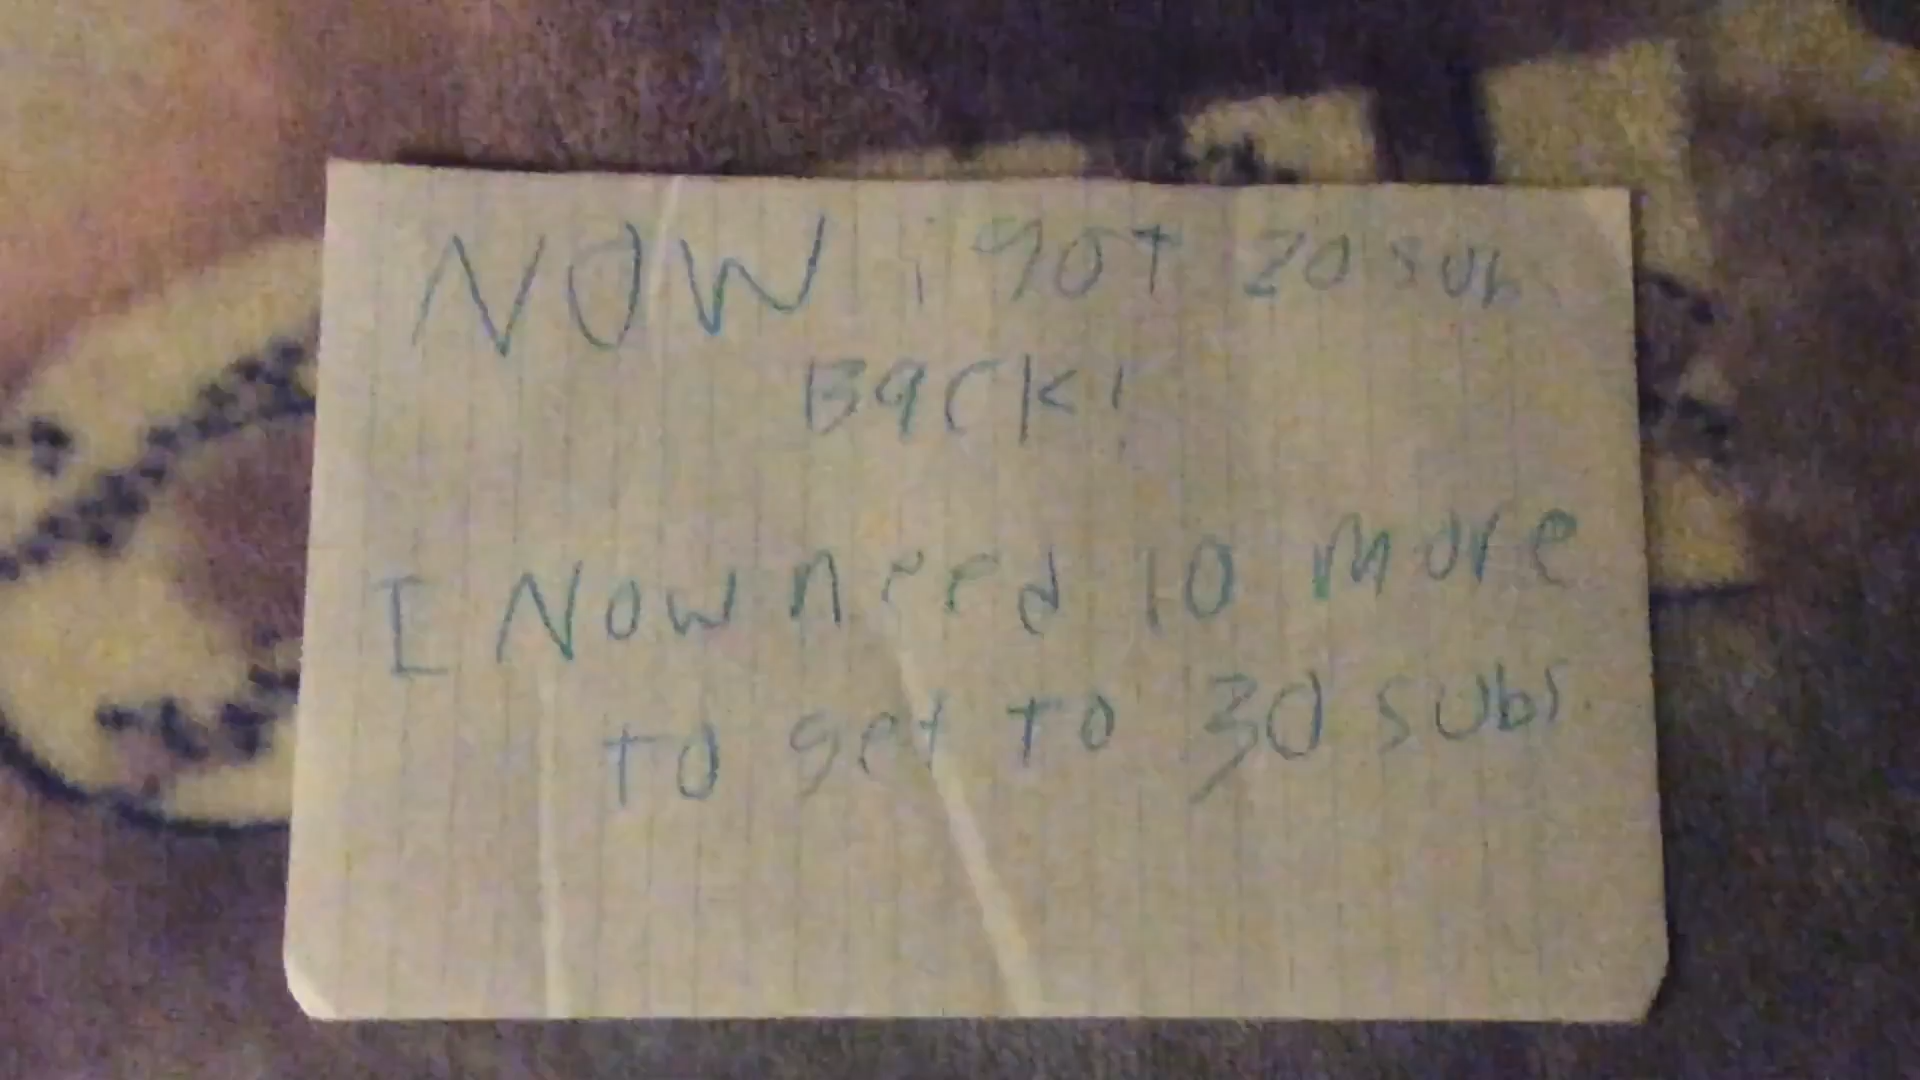 NOW i got 20 sub
Back!
I Now need 10 more
to get to 30 subs